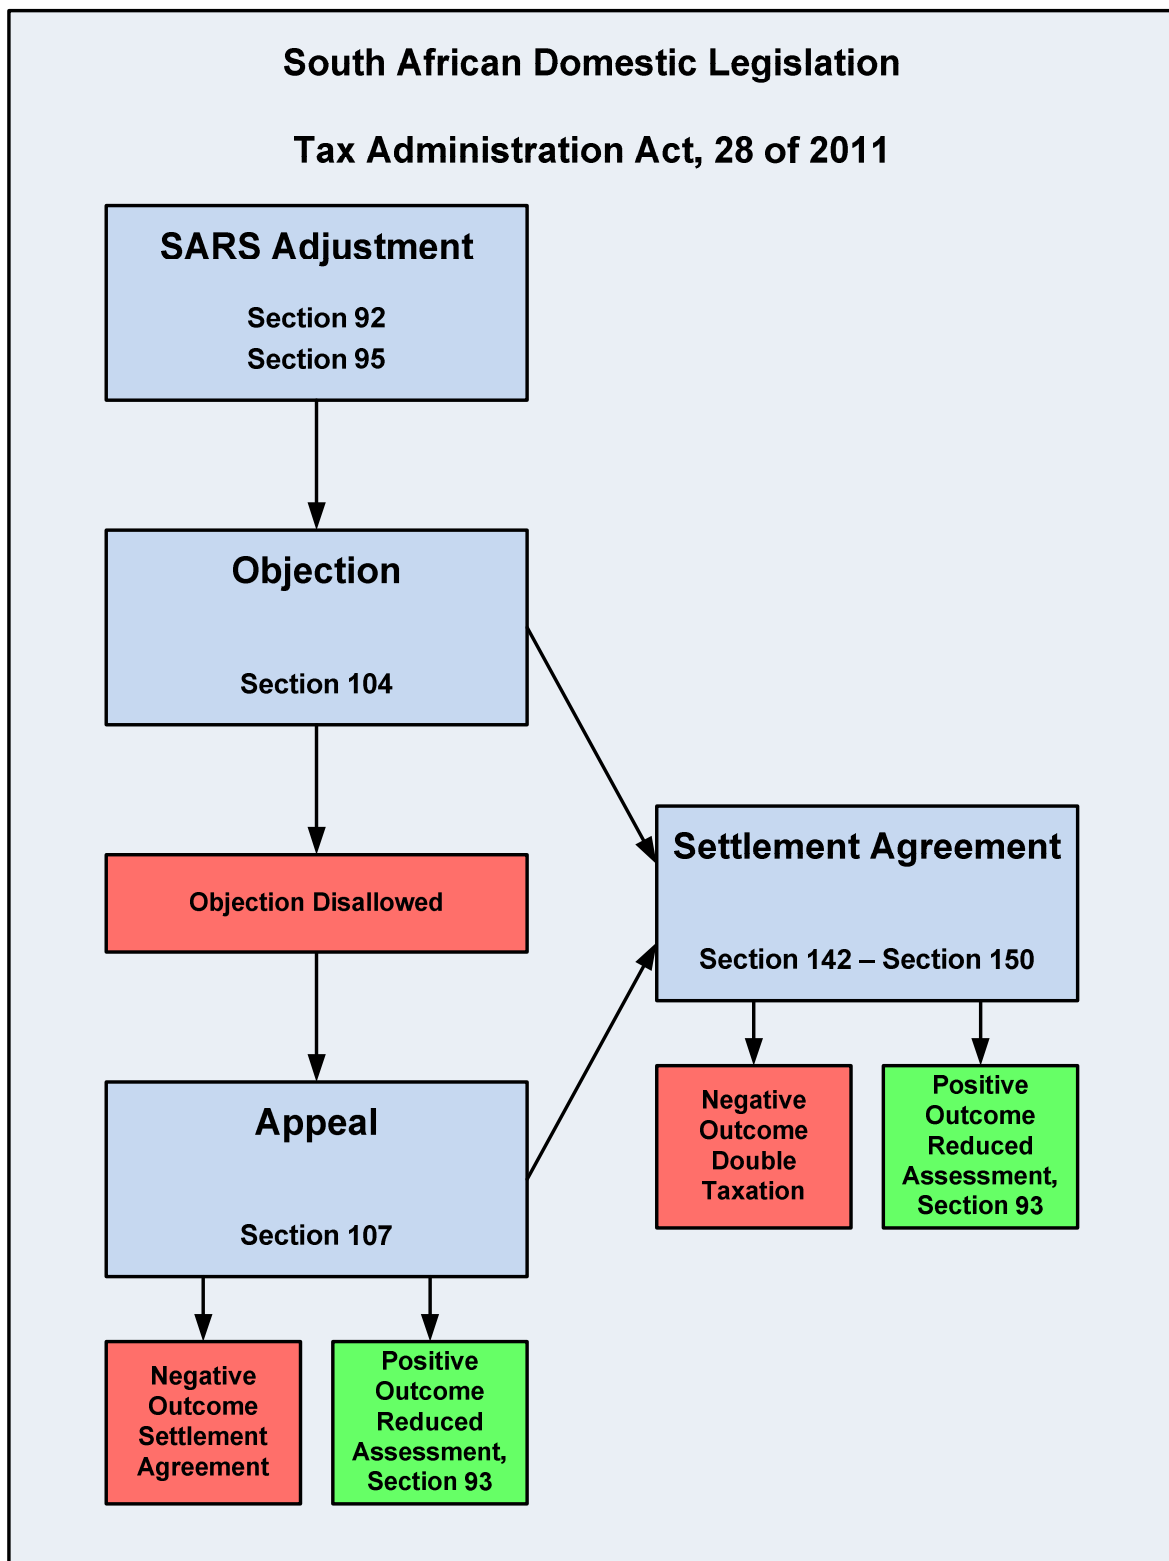 South African Domestic Legislation
Tax Administration Act, 28 of 2011
SARS Adjustment
Section 92
Section 95
Objection
Section 104
Objection Disallowed
Settlement Agreement
Section 142 – Section 150
Negative
Outcome
Double
Taxation
Positive
Outcome
Reduced
Assessment,
Section 93
Appeal
Section 107
Negative
Outcome
Settlement
Agreement
Positive
Outcome
Reduced
Assessment,
Section 93